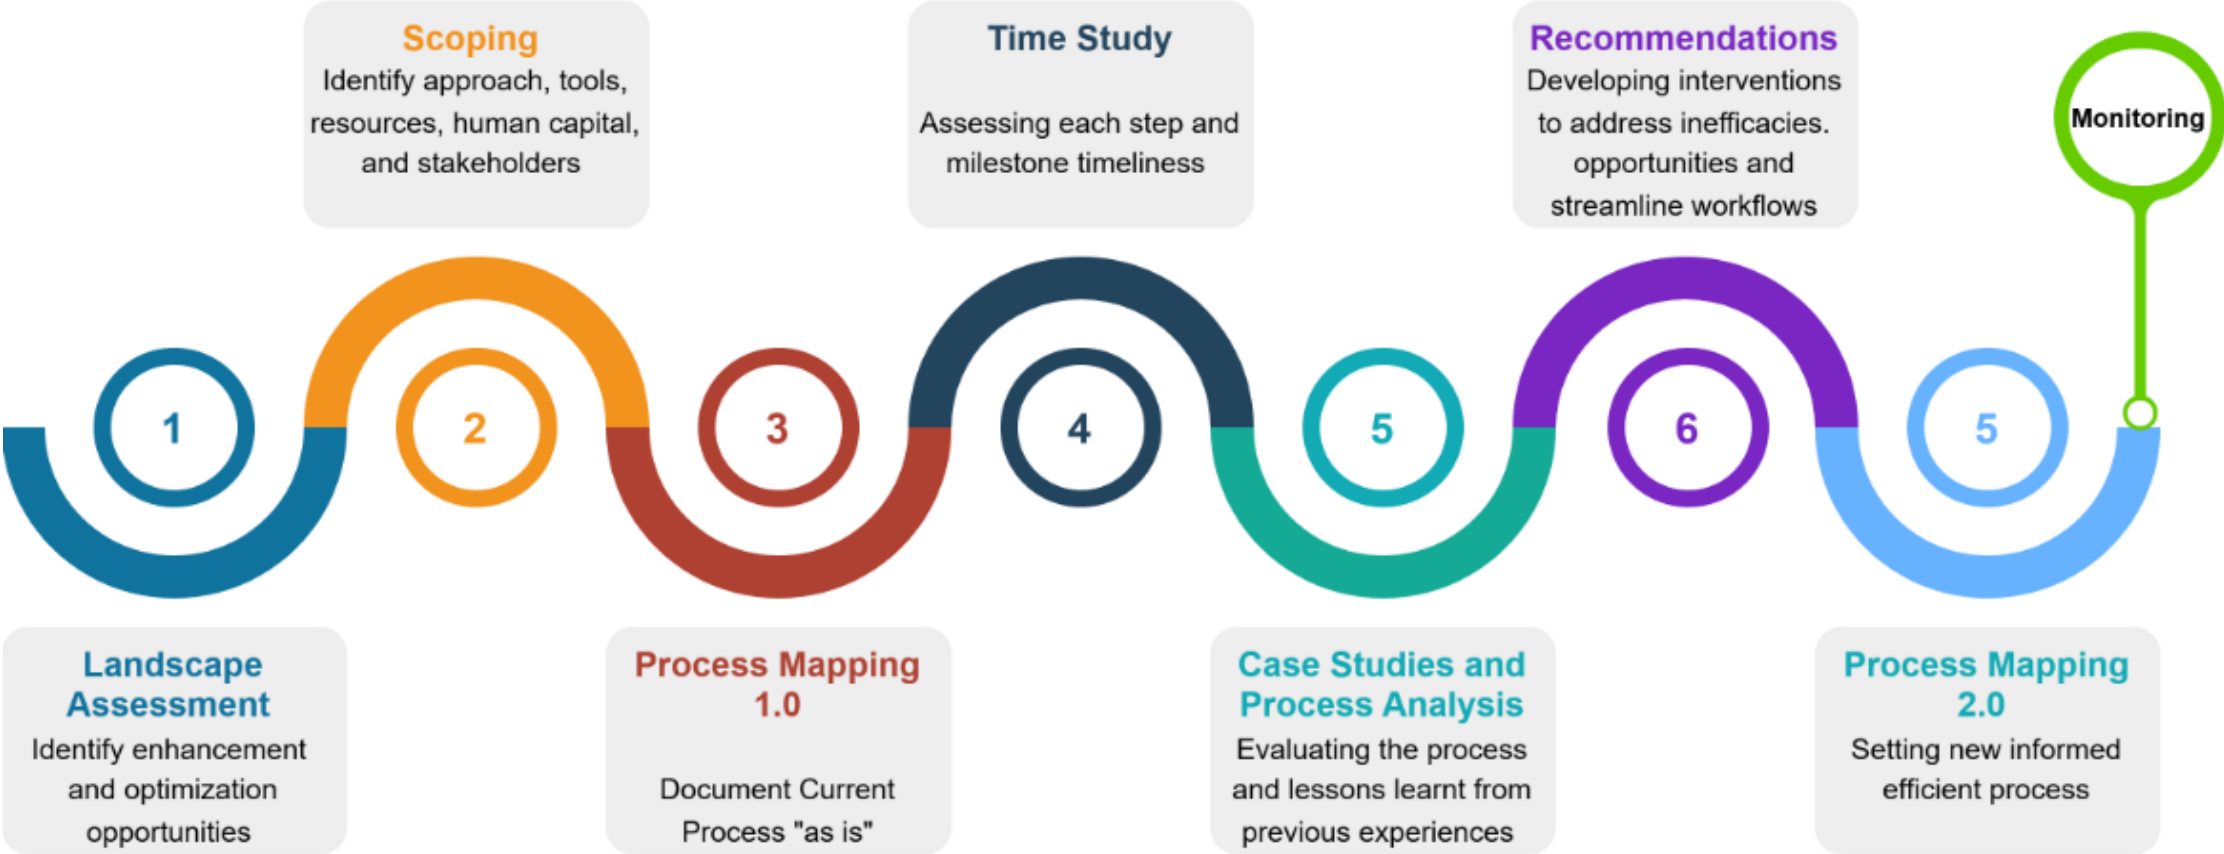 Scoping
Identify approach, tools,
resources, human capital,
and stakeholders
Time Study
Assessing each step and
milestone timeliness
Recommendations
Developing interventions
to address inefficacies.
opportunities and
streamline workflows
Monitoring
1
2
3
4
5
6
5
Landscape
Assessment
Identify enhancement
and optimization
opportunities
Process Mapping
1.0
Document Current
Process "as is"
Case Studies and
Process Analysis
Evaluating the process
and lessons learnt from
previous experiences
Process Mapping
2.0
Setting new informed
efficient process